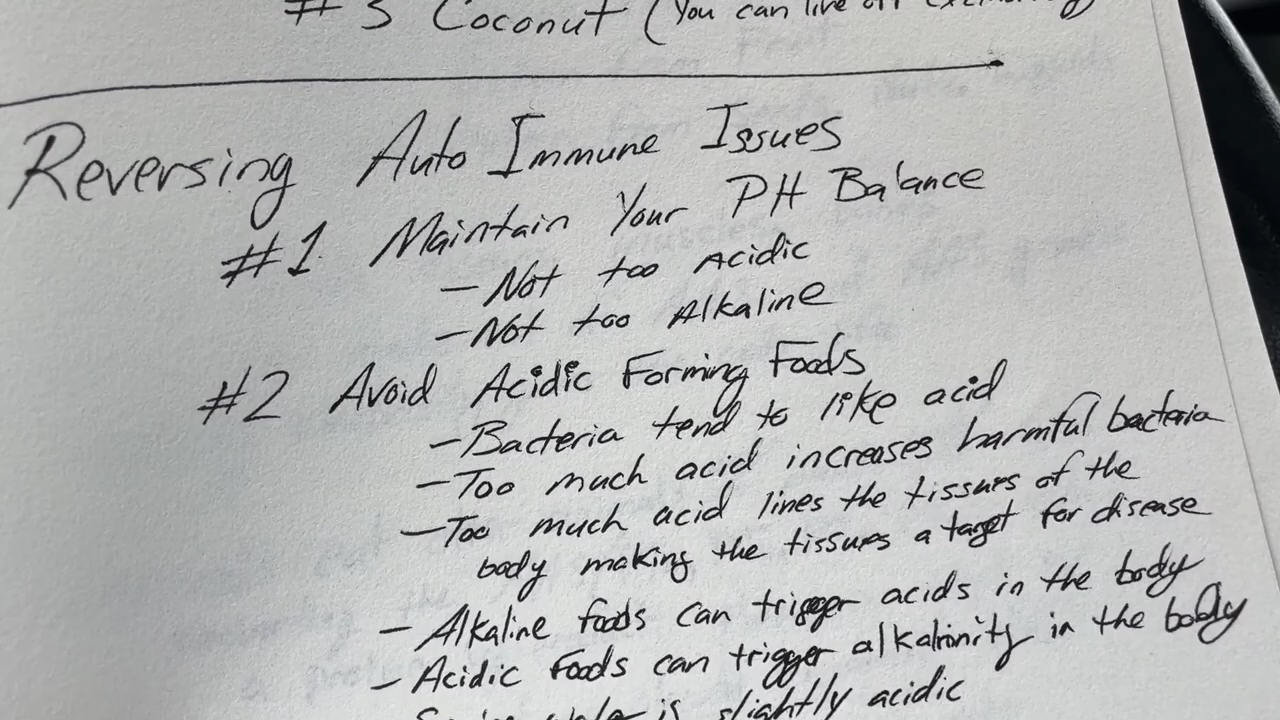 #3 Coconut (You can live off
Reversing Auto Immune Issues
#1 Maintain Your PH Balance
- Not too Acidic
- Not too Alkaline
#2 Avoid Acidic Forming Foods
- Bacteria tend to like acid
- Too much acid increases harmful bacteria
- Too much acid lines the tissues of the
body making the tissues a target for disease
- Alkaline foods can trigger acids in the body
- Acidic Foods can trigger alkalinity in the body
is slightly acidic